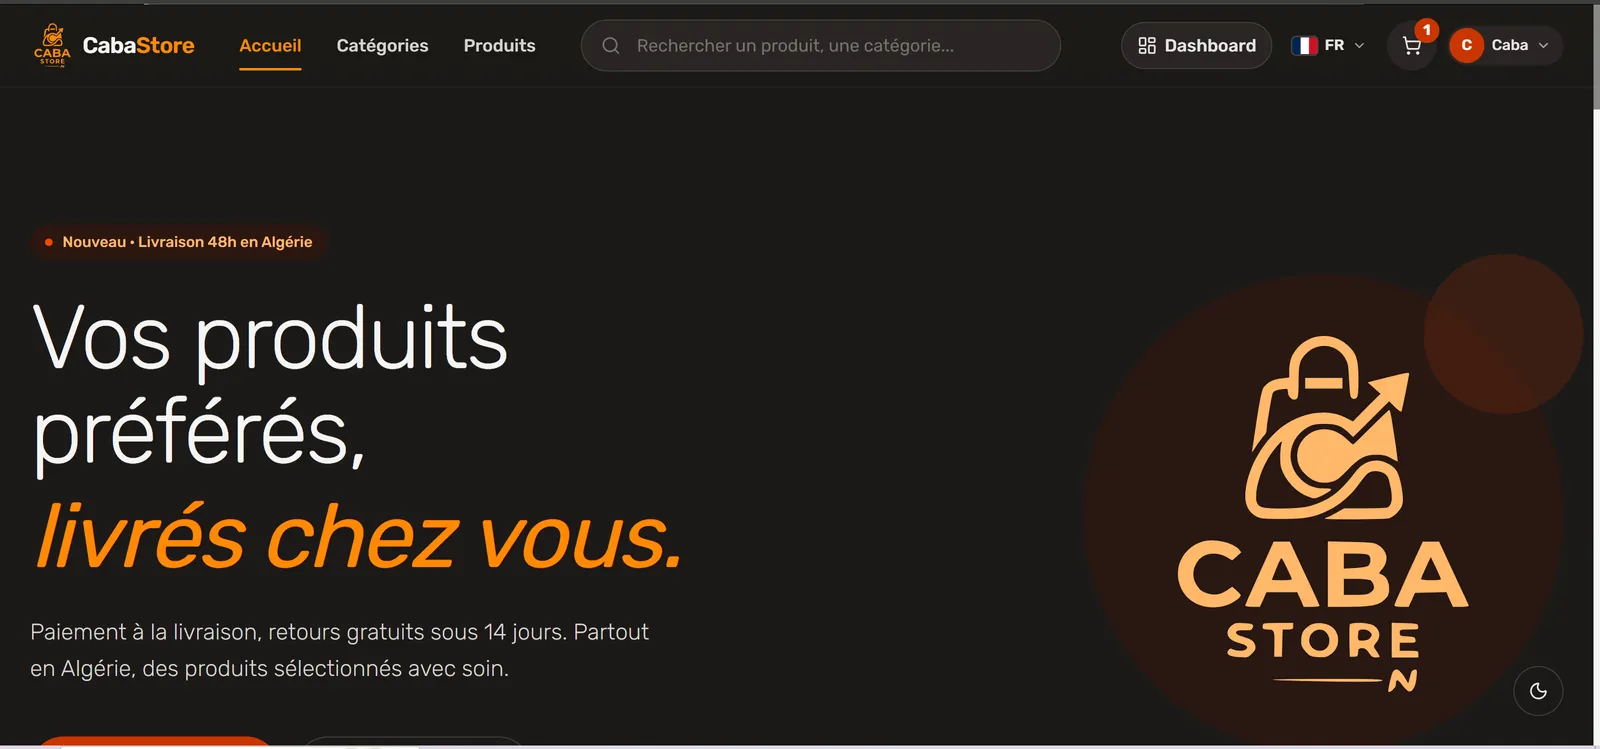 CABA
STORE
CabaStore
Accueil
Catégories
Produits
Rechercher un produit, une catégorie...
Dashboard
FR
1
C
Caba
Nouveau • Livraison 48h en Algérie
Vos produits
préférés,
livrés chez vous.
Paiement à la livraison, retours gratuits sous 14 jours. Partout
en Algérie, des produits sélectionnés avec soin.
CABA
STORE
N